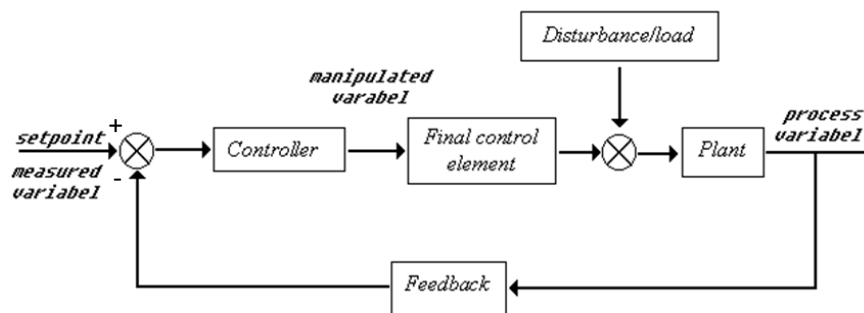 Disturbance/load
manipulated
varabel
process
variabel
setpoint
+
measured
variabel
-
Controller
Final control
element
Plant
Feedback